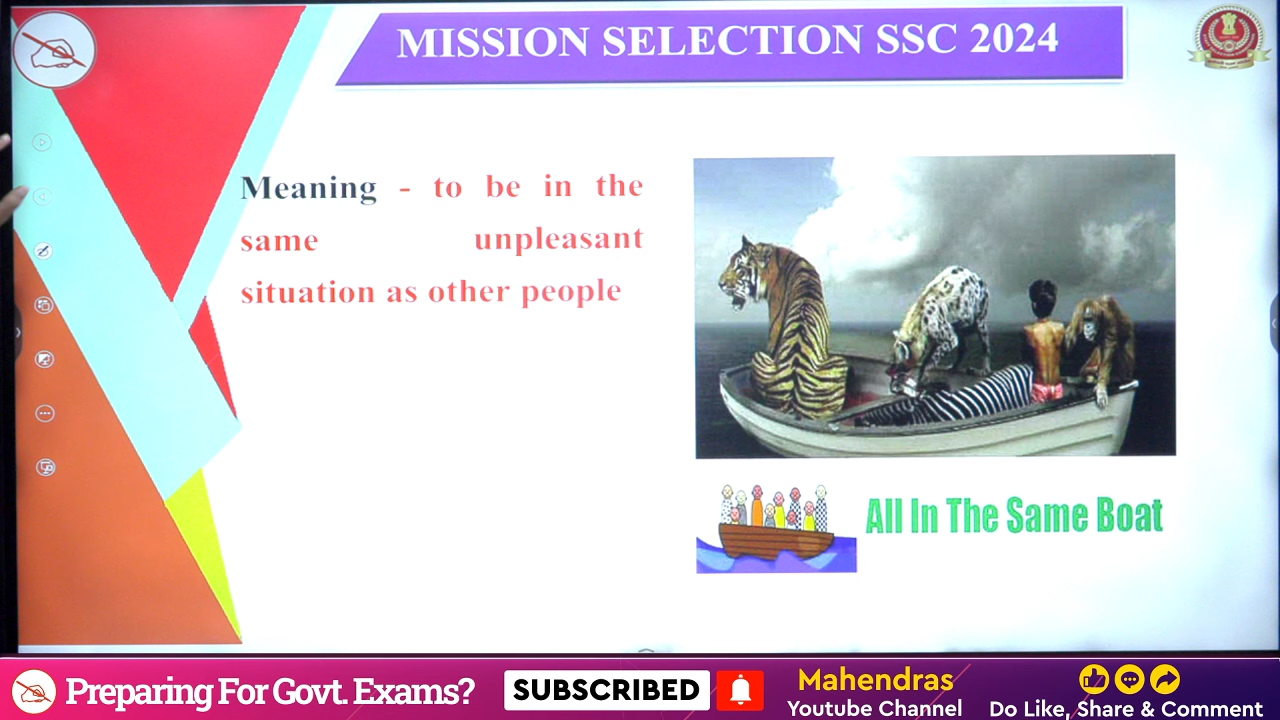 MISSION SELECTION SSC 2024
Meaning - to be in the
same unpleasant
situation as other people
All In The Same Boat
Preparing For Govt. Exams?
SUBSCRIBED
Mahendras
Youtube Channel
Do Like, Share & Comment